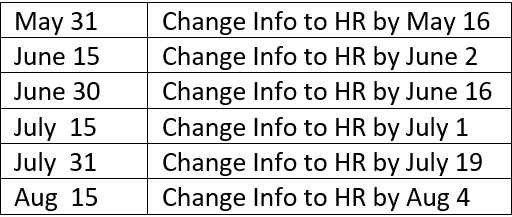 May 31 Change Info to HR by May 16
June 15 Change Info to HR by June 2
June 30 Change Info to HR by June 16
July 15 Change Info to HR by July 1
July 31 Change Info to HR by July 19
Aug 15 Change Info to HR by Aug 4